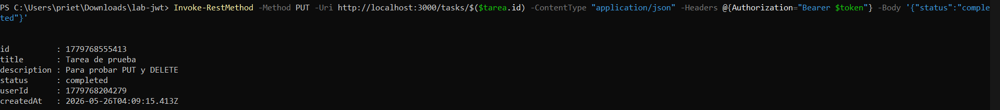 PS C:\Users\priet\Downloads\lab-jwt> Invoke-RestMethod -Method PUT -Uri http://localhost:3000/tasks/$($tarea.id) -ContentType "application/json" -Headers @{Authorization="Bearer $token"} -Body '{"status":"comple
ted"}'
id          : 1779768555413
title       : Tarea de prueba
description : Para probar PUT y DELETE
status      : completed
userId      : 1779768204279
createdAt   : 2026-05-26T04:09:15.413Z